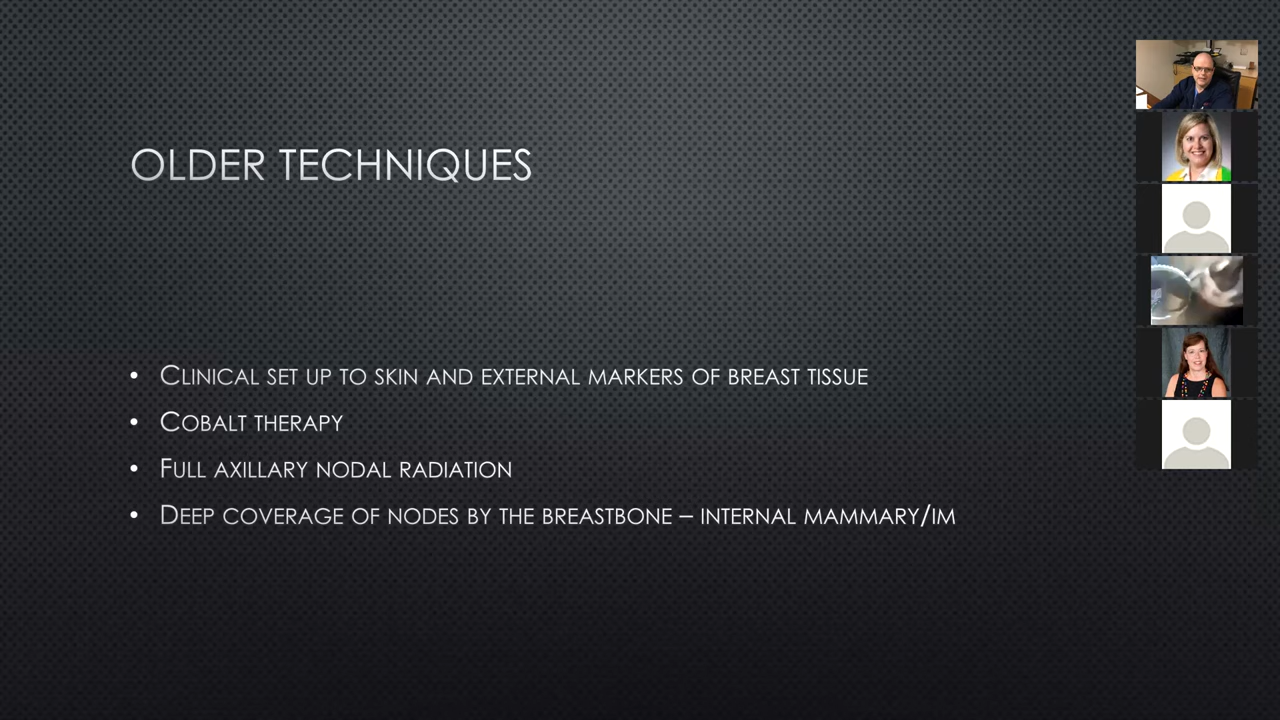 OLDER TECHNIQUES
• CLINICAL SET UP TO SKIN AND EXTERNAL MARKERS OF BREAST TISSUE
• COBALT THERAPY
• FULL AXILLARY NODAL RADIATION
• DEEP COVERAGE OF NODES BY THE BREASTBONE – INTERNAL MAMMARY/IM